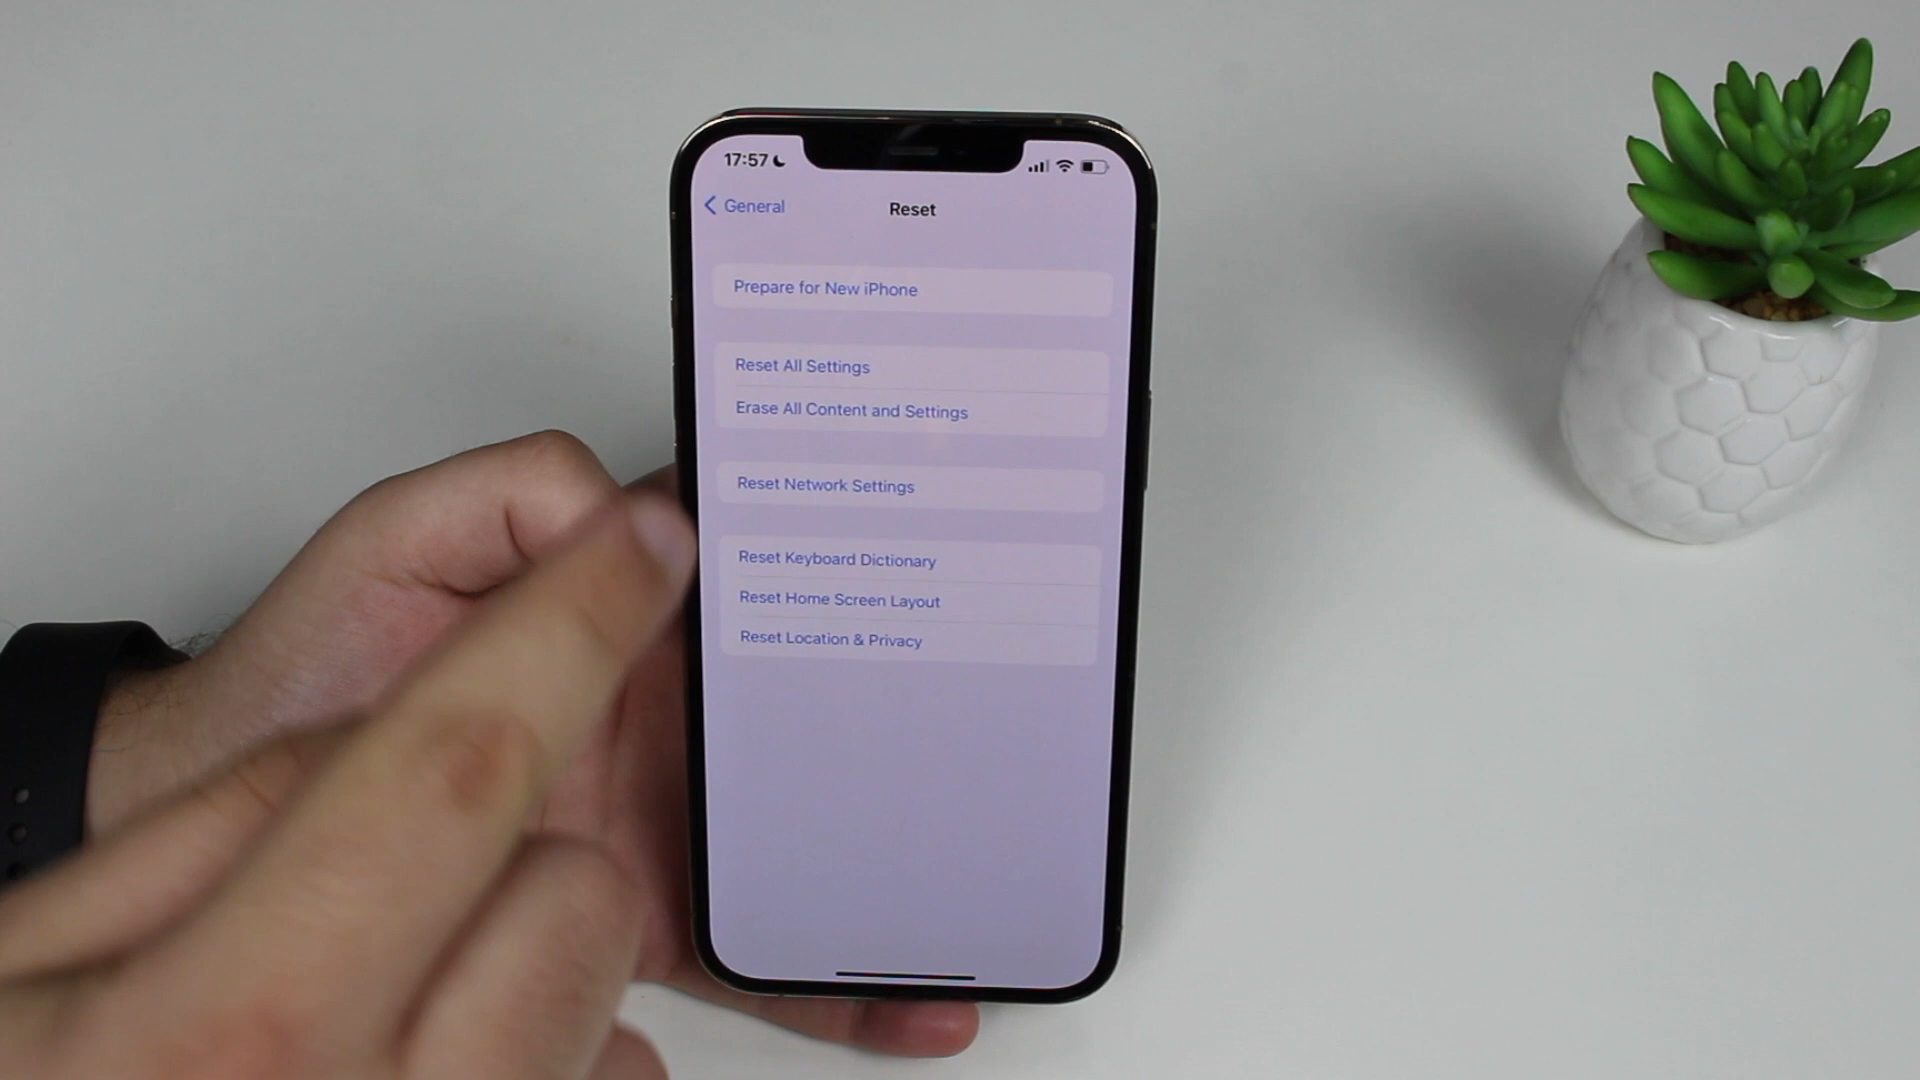 17:57
General
Reset
Prepare for New iPhone
Reset All Settings
Erase All Content and Settings
Reset Network Settings
Reset Keyboard Dictionary
Reset Home Screen Layout
Reset Location & Privacy